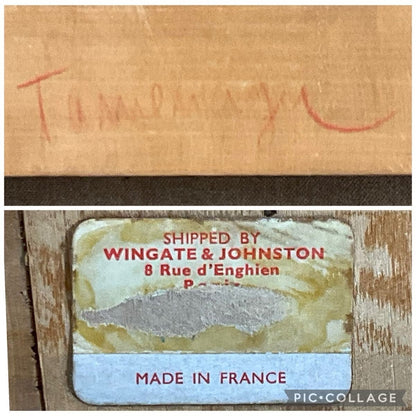 SHIPPED BY
WINGATE & JOHNSTON
8 Rue d'Enghien
MADE IN FRANCE
PIC•COLLAGE